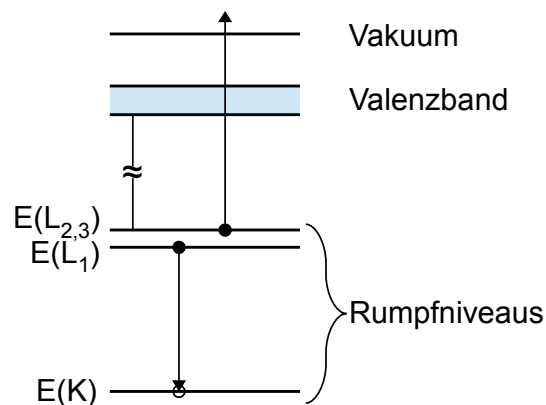 Vakuum
Valenzband
≈
E(L2,3)
E(L1)
Rumpfniveaus
E(K)